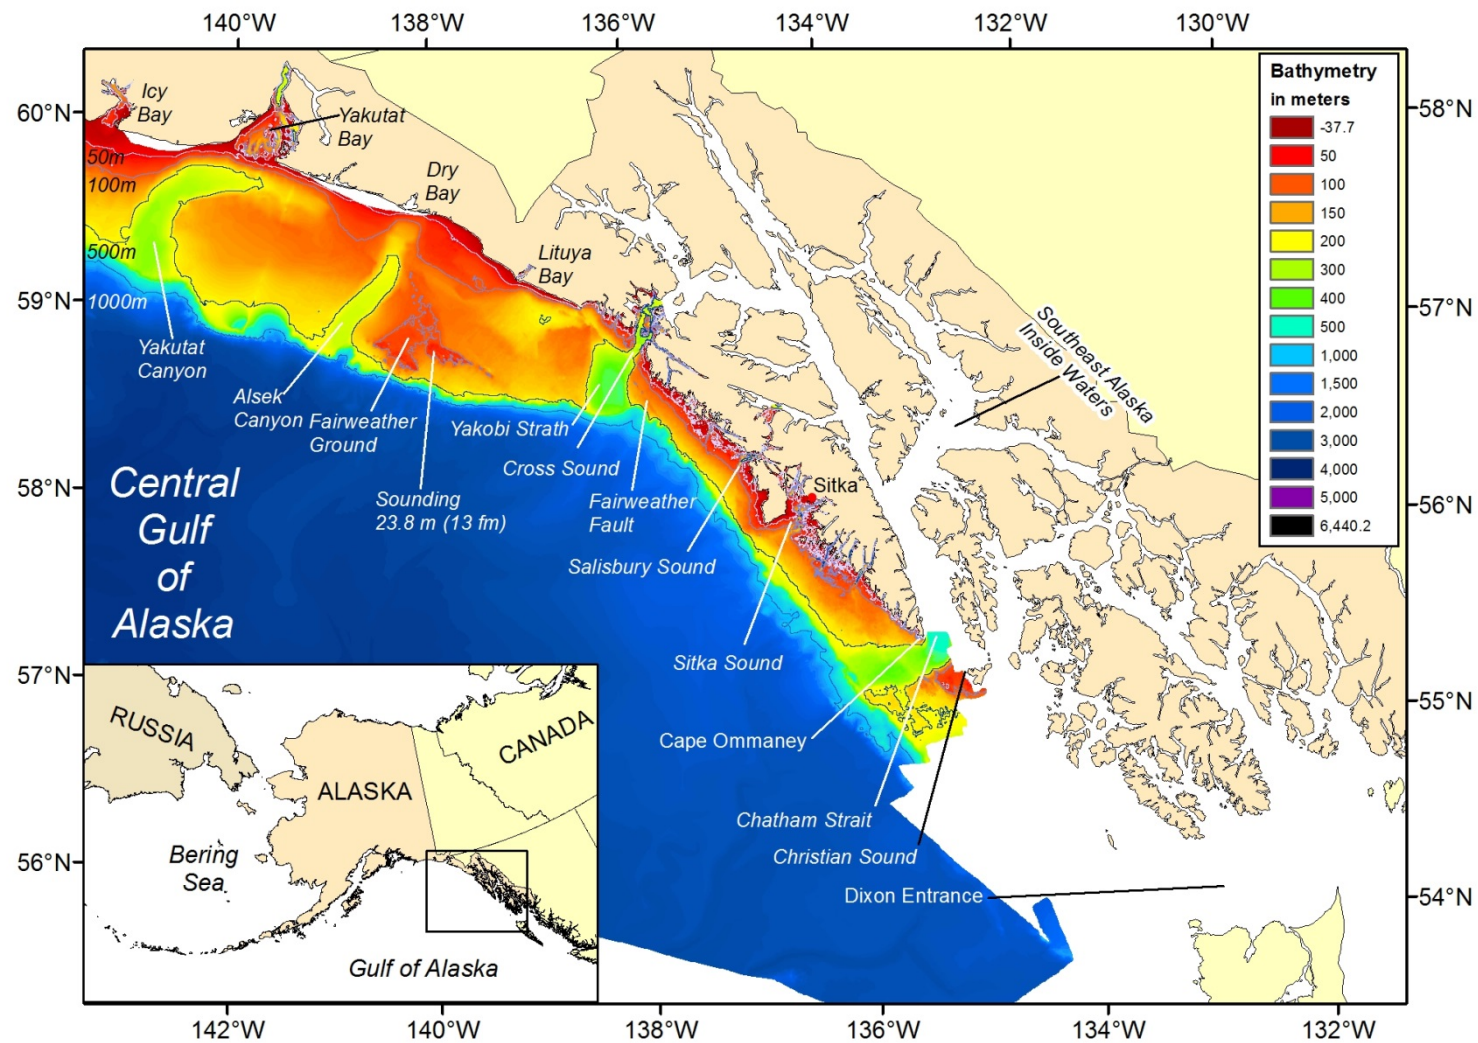 140°W 138°W 136°W 134°W 132°W 130°W
60°N
59°N
58°N
57°N
56°N
58°N
57°N
56°N
55°N
54°N
142°W 140°W 138°W 136°W 134°W 132°W
Bathymetry
in meters
-37.7
50
100
150
200
300
400
500
1,000
1,500
2,000
3,000
4,000
5,000
6,440.2
Icy
Bay
Yakutat
Bay
Dry
Bay
Lituya
Bay
50m
100m
500m
1000m
Yakutat
Canyon
Alsek
Canyon
Fairweather
Ground
Sounding
23.8 m (13 fm)
Yakobi Strath
Cross Sound
Fairweather
Fault
Salisbury Sound
Sitka
Sitka Sound
Southeast Alaska
Inside Waters
Central
Gulf
of
Alaska
Cape Ommaney
Chatham Strait
Christian Sound
Dixon Entrance
RUSSIA
ALASKA
CANADA
Bering
Sea
Gulf of Alaska